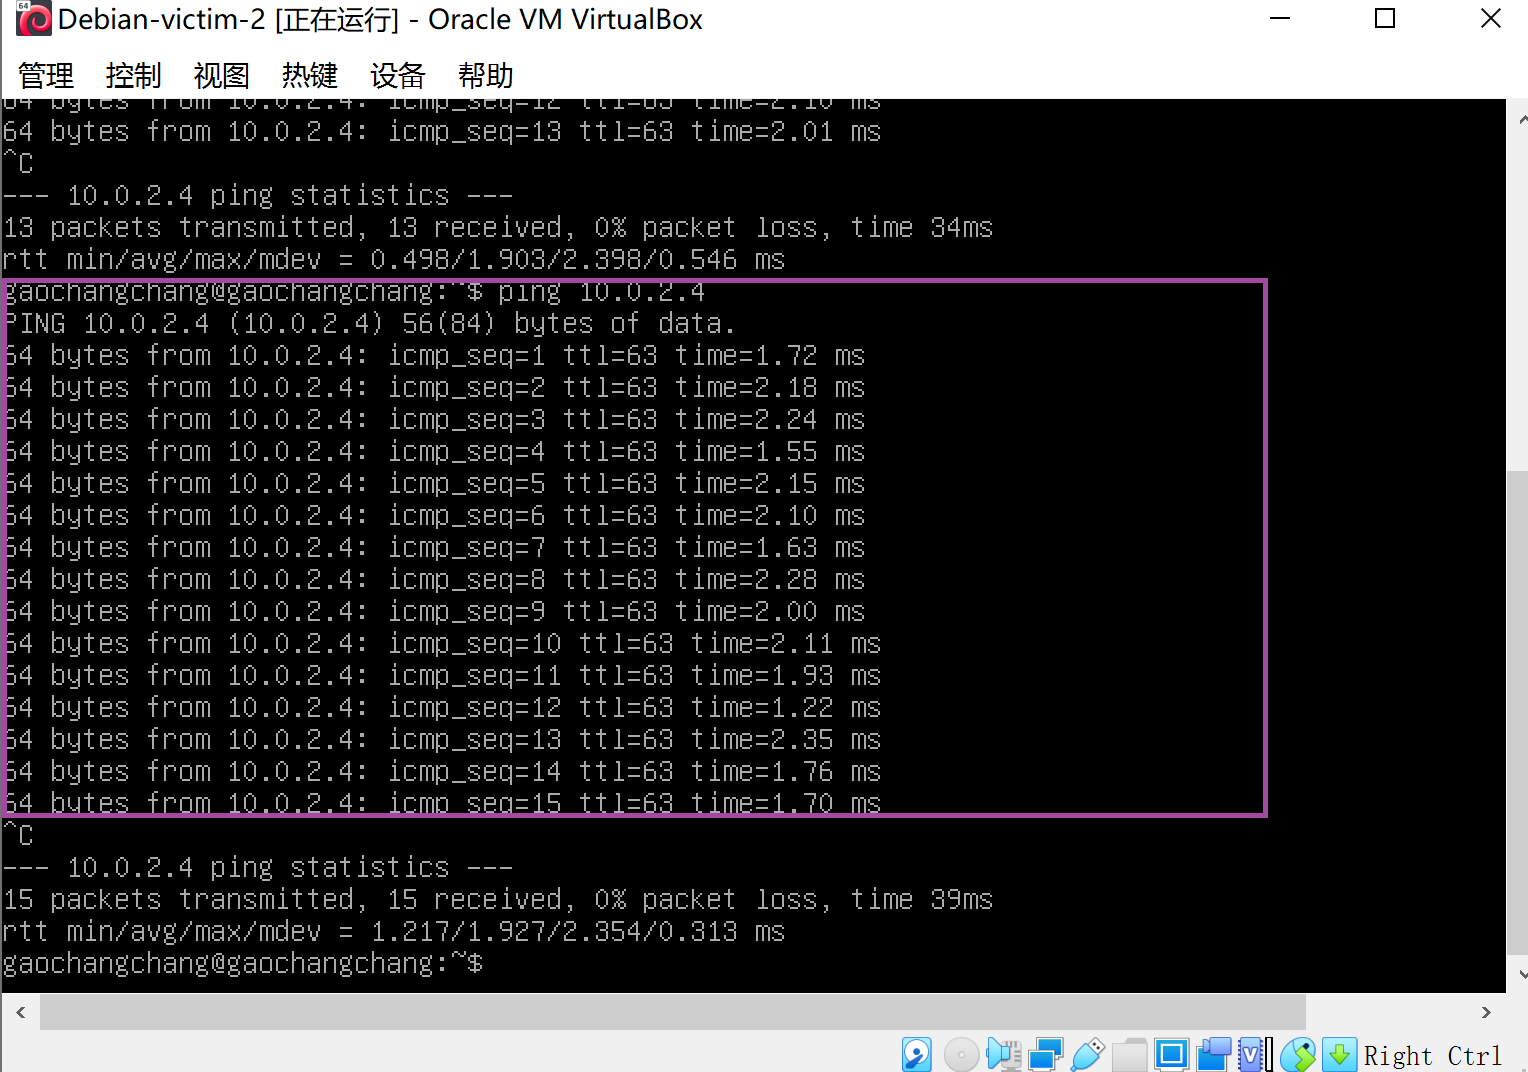 64
Debian-victim-2 [正在运行] - Oracle VM VirtualBox
管理 控制 视图 热键 设备 帮助
64 bytes from 10.0.2.4: icmp_seq=12 ttl=63 time=2.10 ms
64 bytes from 10.0.2.4: icmp_seq=13 ttl=63 time=2.01 ms
^C
--- 10.0.2.4 ping statistics ---
13 packets transmitted, 13 received, 0% packet loss, time 34ms
rtt min/avg/max/mdev = 0.498/1.903/2.398/0.546 ms
gaochangchang@gaochangchang:~$ ping 10.0.2.4
PING 10.0.2.4 (10.0.2.4) 56(84) bytes of data.
64 bytes from 10.0.2.4: icmp_seq=1 ttl=63 time=1.72 ms
64 bytes from 10.0.2.4: icmp_seq=2 ttl=63 time=2.18 ms
64 bytes from 10.0.2.4: icmp_seq=3 ttl=63 time=2.24 ms
64 bytes from 10.0.2.4: icmp_seq=4 ttl=63 time=1.55 ms
64 bytes from 10.0.2.4: icmp_seq=5 ttl=63 time=2.15 ms
64 bytes from 10.0.2.4: icmp_seq=6 ttl=63 time=2.10 ms
64 bytes from 10.0.2.4: icmp_seq=7 ttl=63 time=1.63 ms
64 bytes from 10.0.2.4: icmp_seq=8 ttl=63 time=2.28 ms
64 bytes from 10.0.2.4: icmp_seq=9 ttl=63 time=2.00 ms
64 bytes from 10.0.2.4: icmp_seq=10 ttl=63 time=2.11 ms
64 bytes from 10.0.2.4: icmp_seq=11 ttl=63 time=1.93 ms
64 bytes from 10.0.2.4: icmp_seq=12 ttl=63 time=1.22 ms
64 bytes from 10.0.2.4: icmp_seq=13 ttl=63 time=2.35 ms
64 bytes from 10.0.2.4: icmp_seq=14 ttl=63 time=1.76 ms
64 bytes from 10.0.2.4: icmp_seq=15 ttl=63 time=1.70 ms
^C
--- 10.0.2.4 ping statistics ---
15 packets transmitted, 15 received, 0% packet loss, time 39ms
rtt min/avg/max/mdev = 1.217/1.927/2.354/0.313 ms
gaochangchang@gaochangchang:~$
Right Ctrl